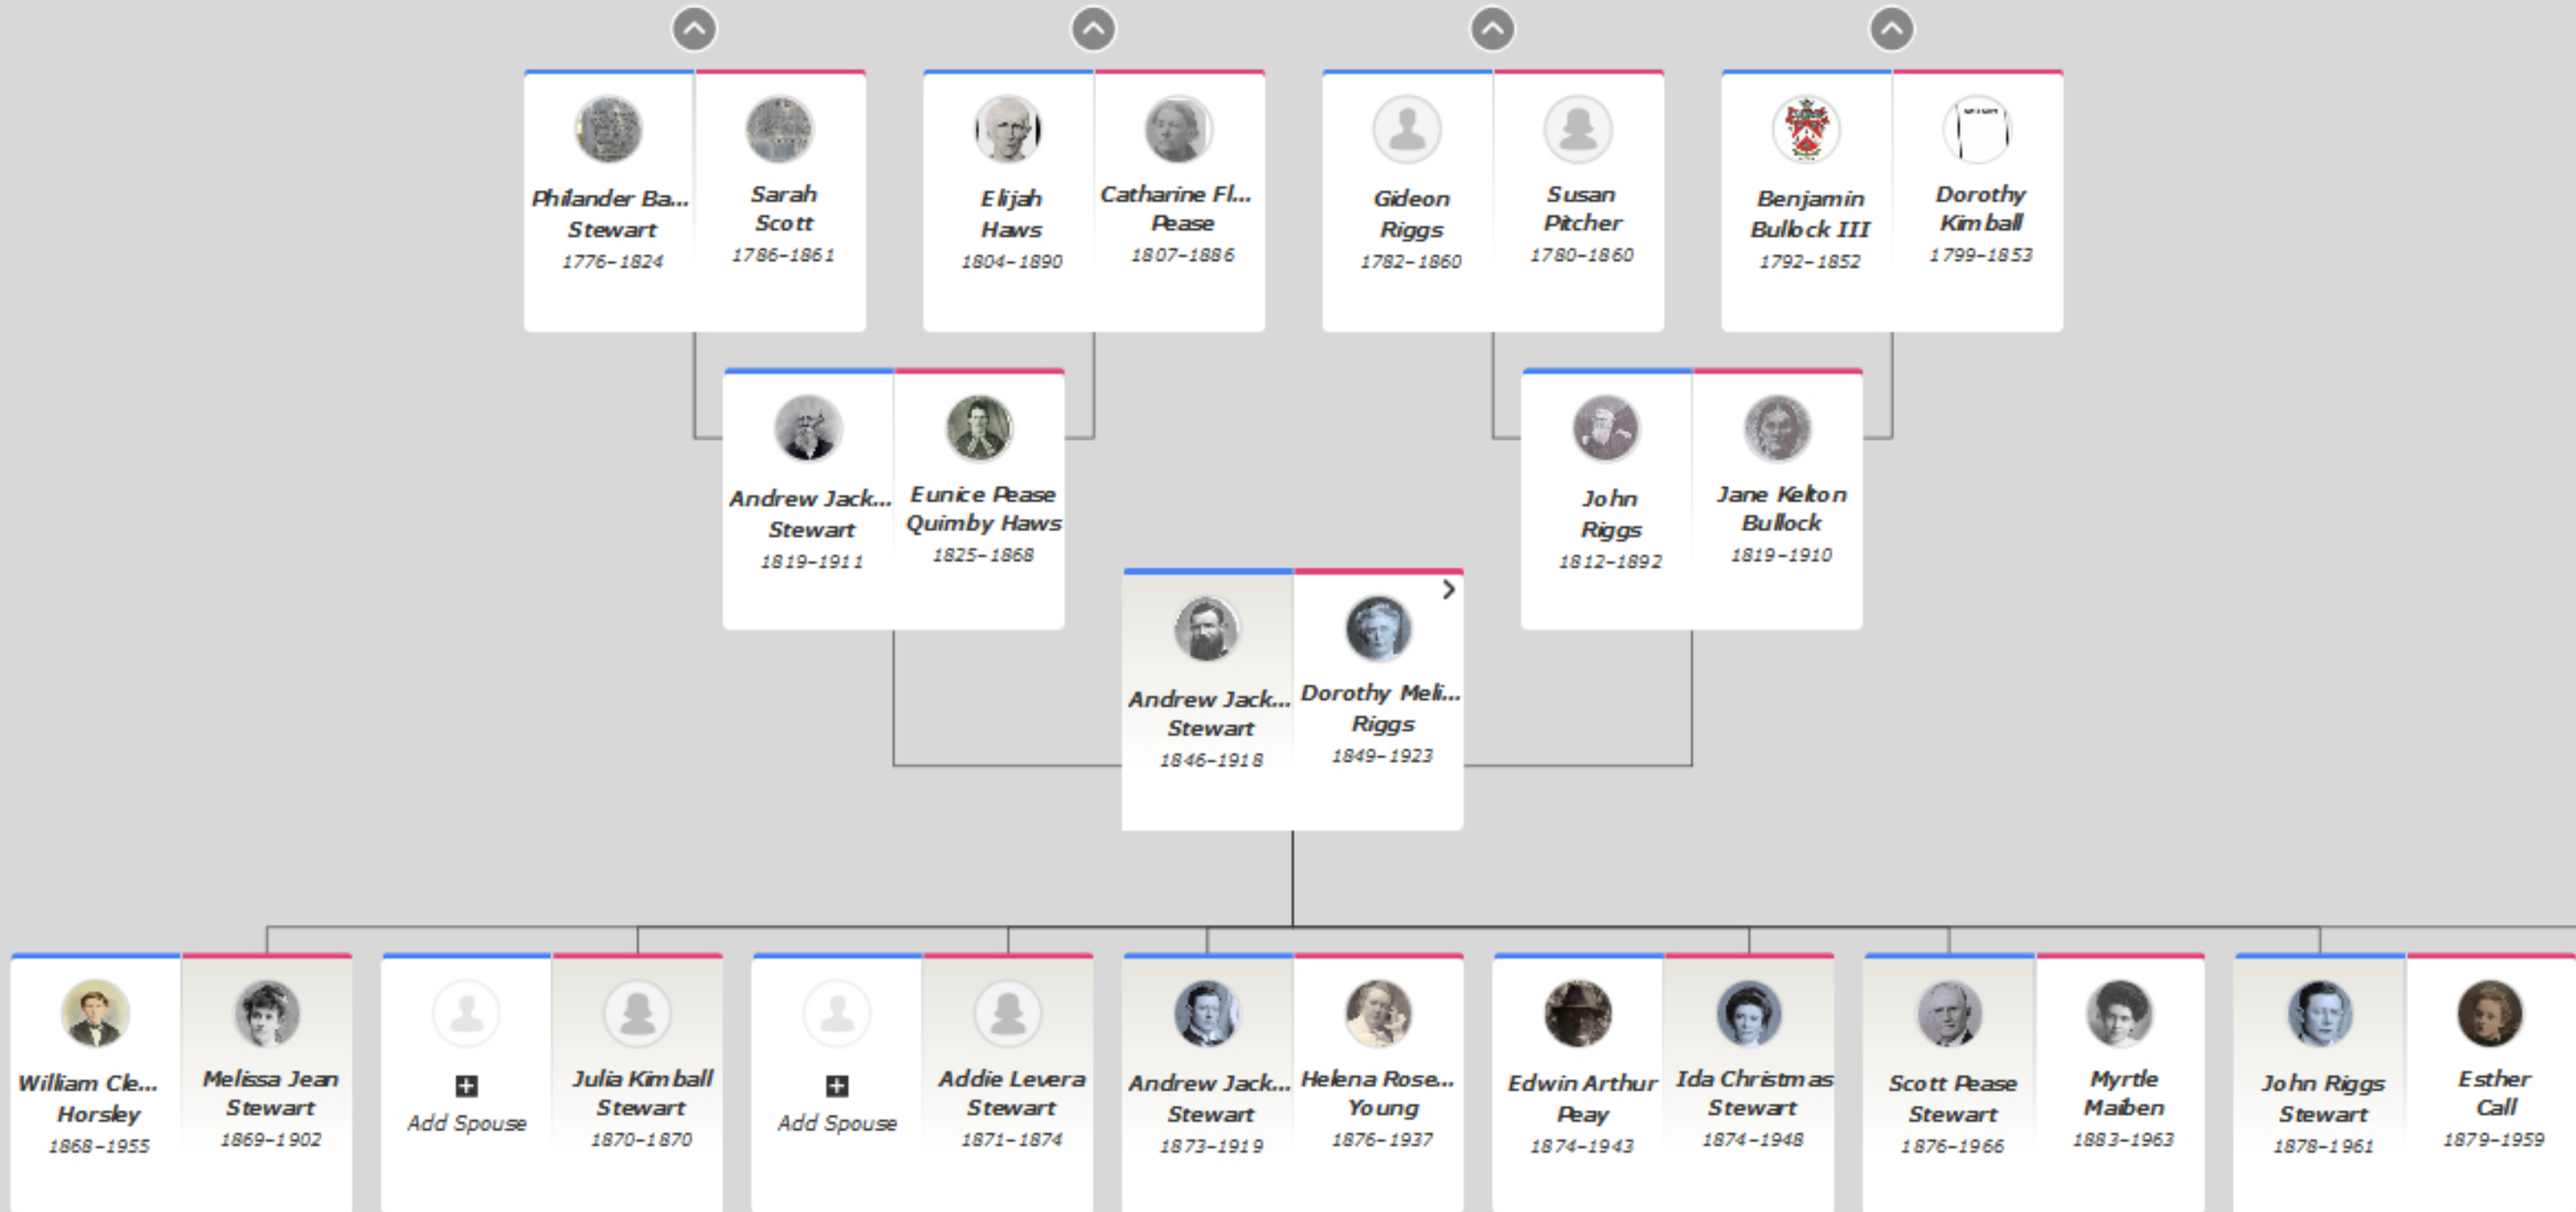 Philander Ba...
Stewart
1776–1824
Sarah
Scott
1786–1861
Elijah
Haws
1804–1890
Catharine Fl...
Pease
1807–1886
Gideon
Riggs
1782–1860
Susan
Pitcher
1780–1860
Benjamin
Bullock III
1792–1852
Dorothy
Kimball
1799–1853
Andrew Jack...
Stewart
1819–1911
Eunice Pease
Quimby Haws
1825–1868
John
Riggs
1812–1892
Jane Kelton
Bullock
1819–1910
Andrew Jack...
Stewart
1846–1918
Dorothy Meli...
Riggs
1849–1923
William Cle...
Horsley
1868–1955
Melissa Jean
Stewart
1869–1902
Add Spouse
Julia Kimball
Stewart
1870–1870
Add Spouse
Addie Levera
Stewart
1871–1874
Andrew Jack...
Stewart
1873–1919
Helena Rose...
Young
1876–1937
Edwin Arthur
Peay
1874–1943
Ida Christmas
Stewart
1874–1948
Scott Pease
Stewart
1876–1966
Myrtle
Maiben
1883–1963
John Riggs
Stewart
1878–1961
Esther
Call
1879–1959